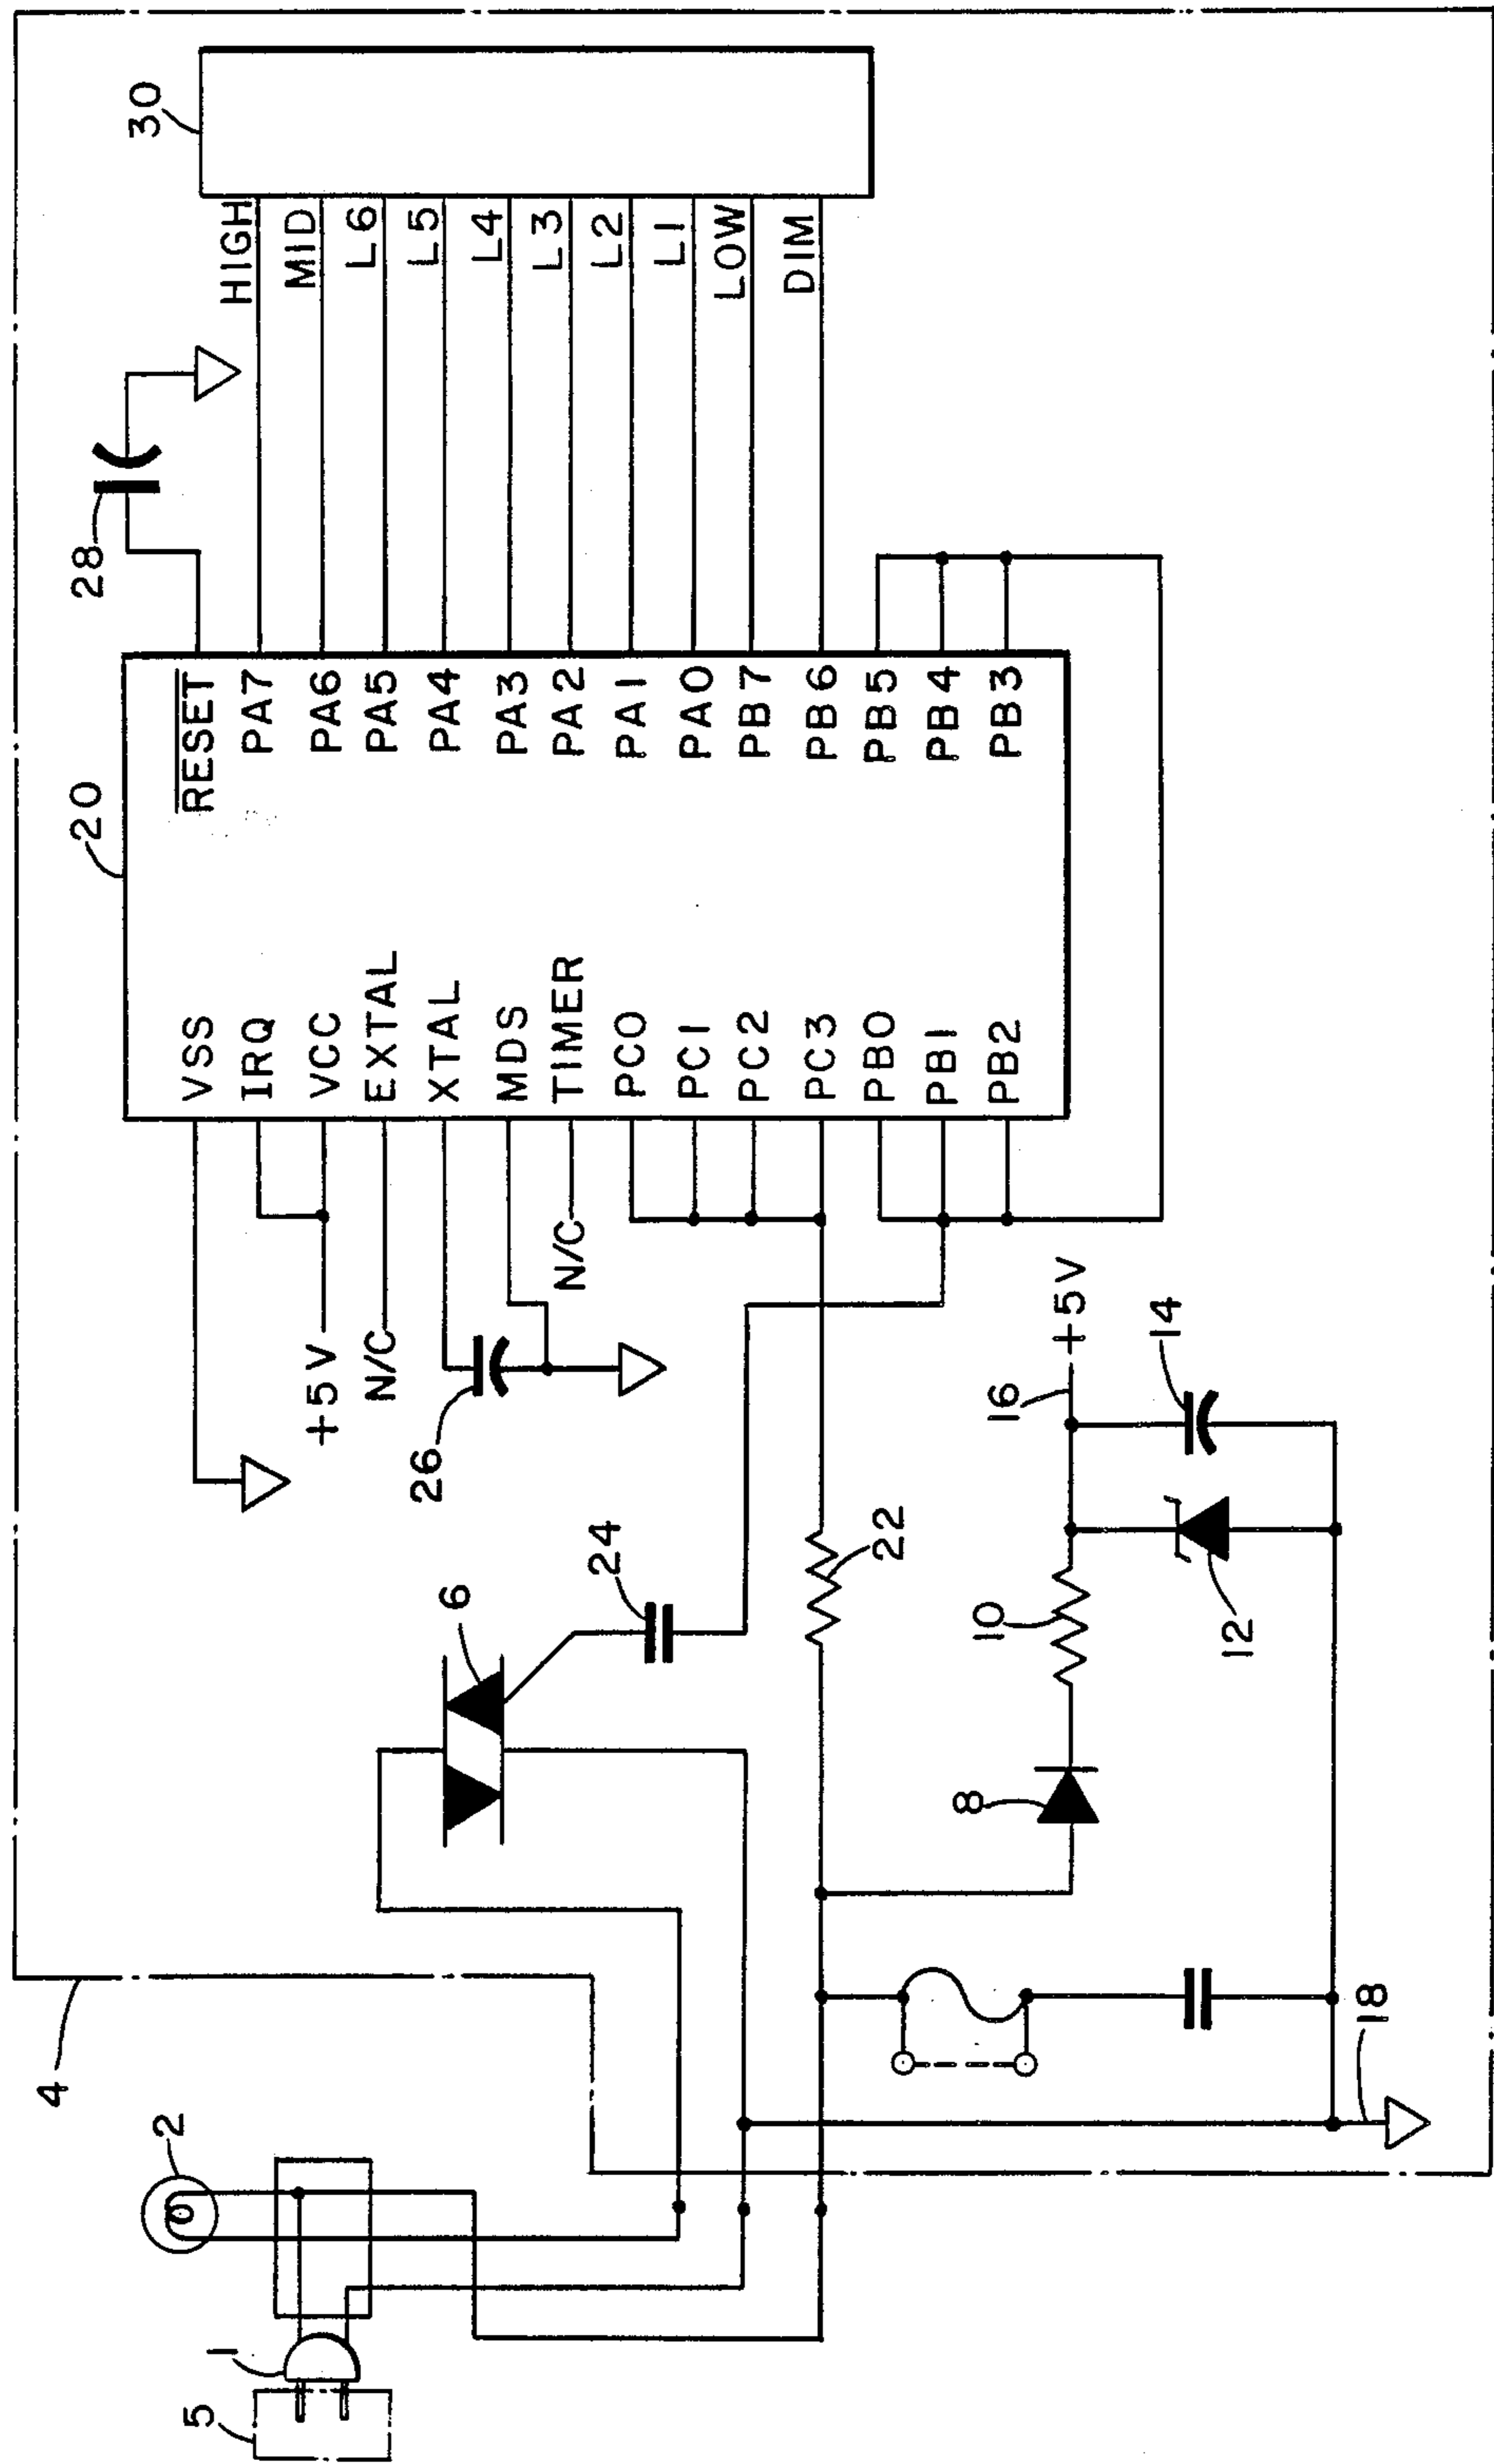 5
1
2
4
6
24
26
28
30
20
VSS
IRQ
VCC
EXTAL
XTAL
MDS
TIMER
PC0
PC1
PC2
PC3
PB0
PB1
PB2
RESET
PA7
PA6
PA5
PA4
PA3
PA2
PA1
PA0
PB7
PB6
PB5
PB4
PB3
HIGH
MID
L6
L5
L4
L3
L2
L1
LOW
DIM
+5V
N/C
N/C
22
8
10
12
14
16
+5V
18